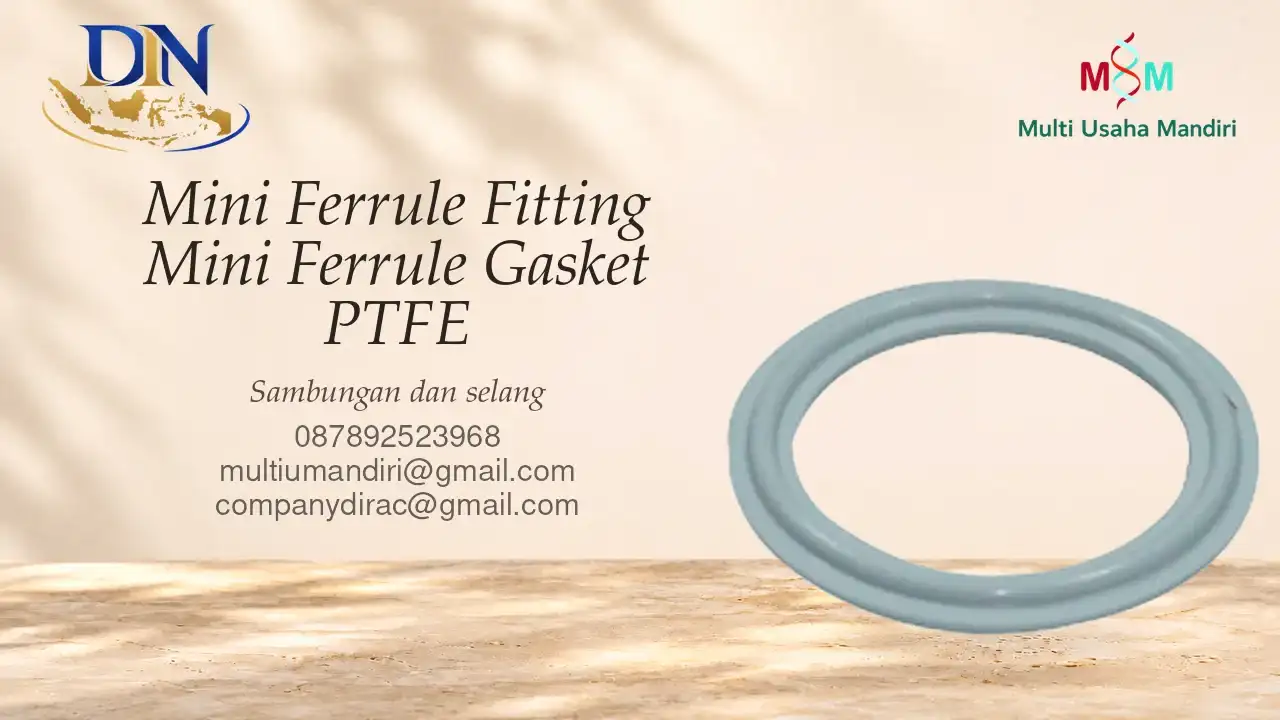 DN
M M
Multi Usaha Mandiri
Mini Ferrule Fitting
Mini Ferrule Gasket
PTFE
Sambungan dan selang
087892523968
multiumandiri@gmail.com
companydirac@gmail.com